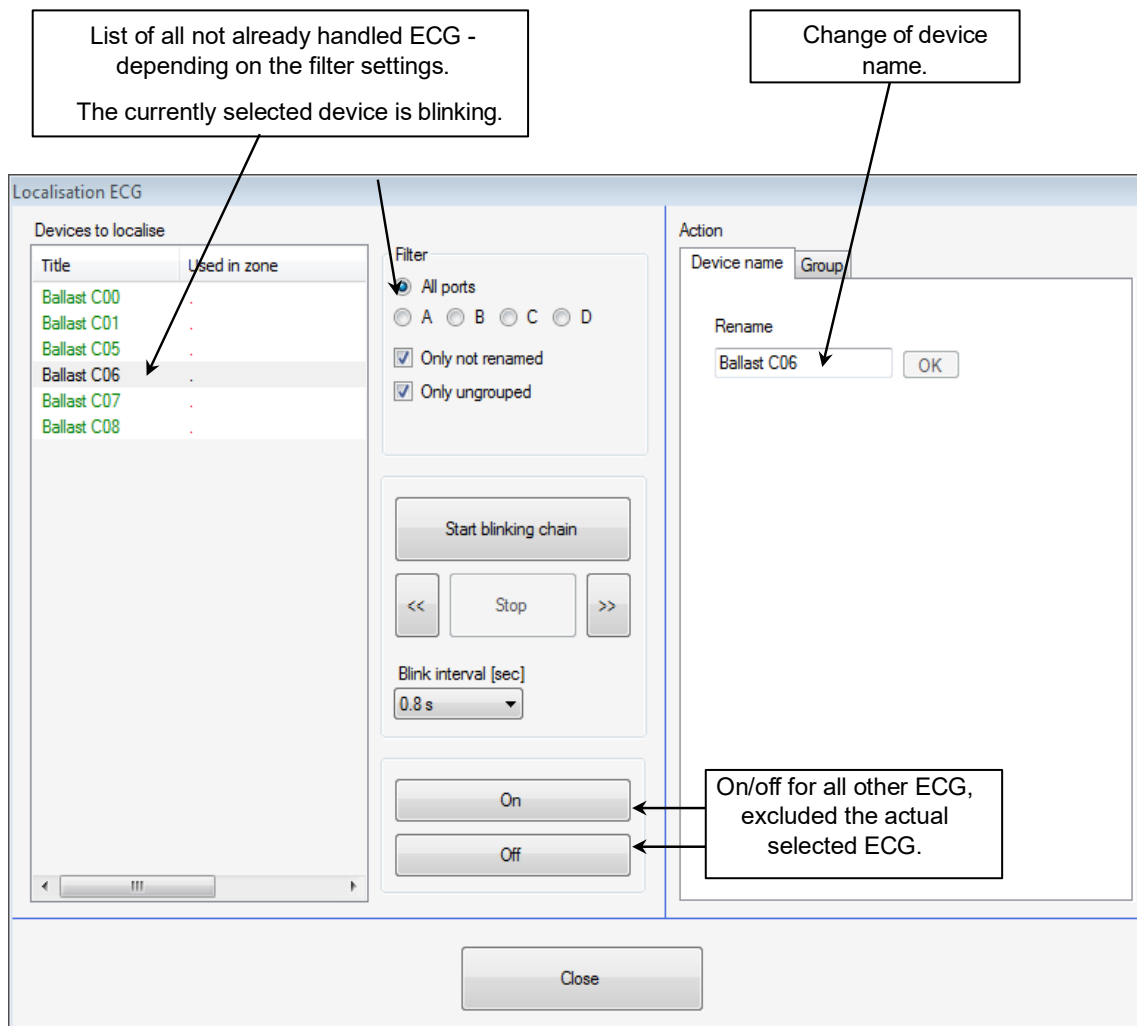 List of all not already handled ECG -
depending on the filter settings.
The currently selected device is blinking.
Change of device
name.
Localisation ECG
Devices to localise
Title Used in zone
Ballast C00 .
Ballast C01 .
Ballast C05 .
Ballast C06 .
Ballast C07 .
Ballast C08 .
Filter
All ports
A B C D
Only not renamed
Only ungrouped
Start blinking chain
<< Stop >>
Blink interval [sec]
0.8 s
On
Off
Action
Device name Group
Rename
Ballast C06 OK
On/off for all other ECG,
excluded the actual
selected ECG.
Close